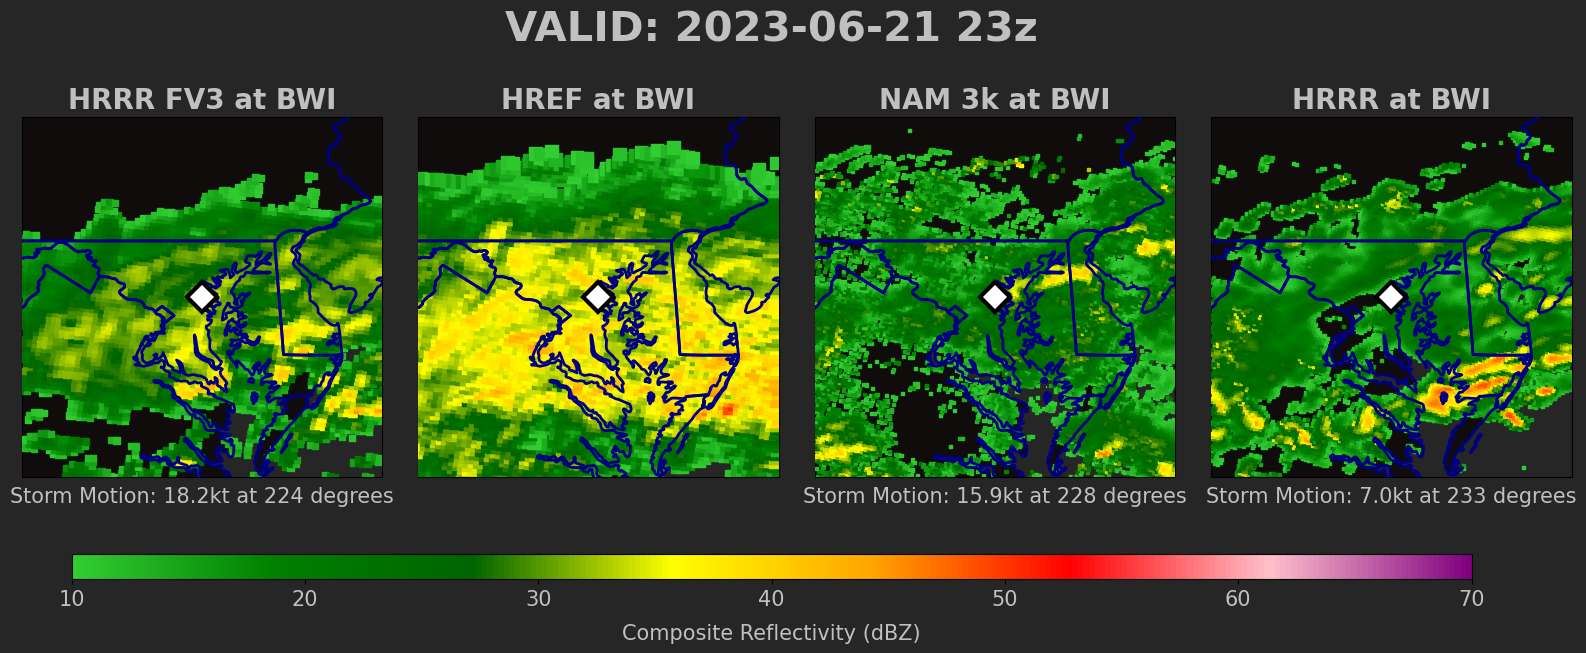 VALID: 2023-06-21 23z
HRRR FV3 at BWI
HREF at BWI
NAM 3k at BWI
HRRR at BWI
Storm Motion: 18.2kt at 224 degrees
Storm Motion: 15.9kt at 228 degrees
Storm Motion: 7.0kt at 233 degrees
10 20 30 40 50 60 70
Composite Reflectivity (dBZ)